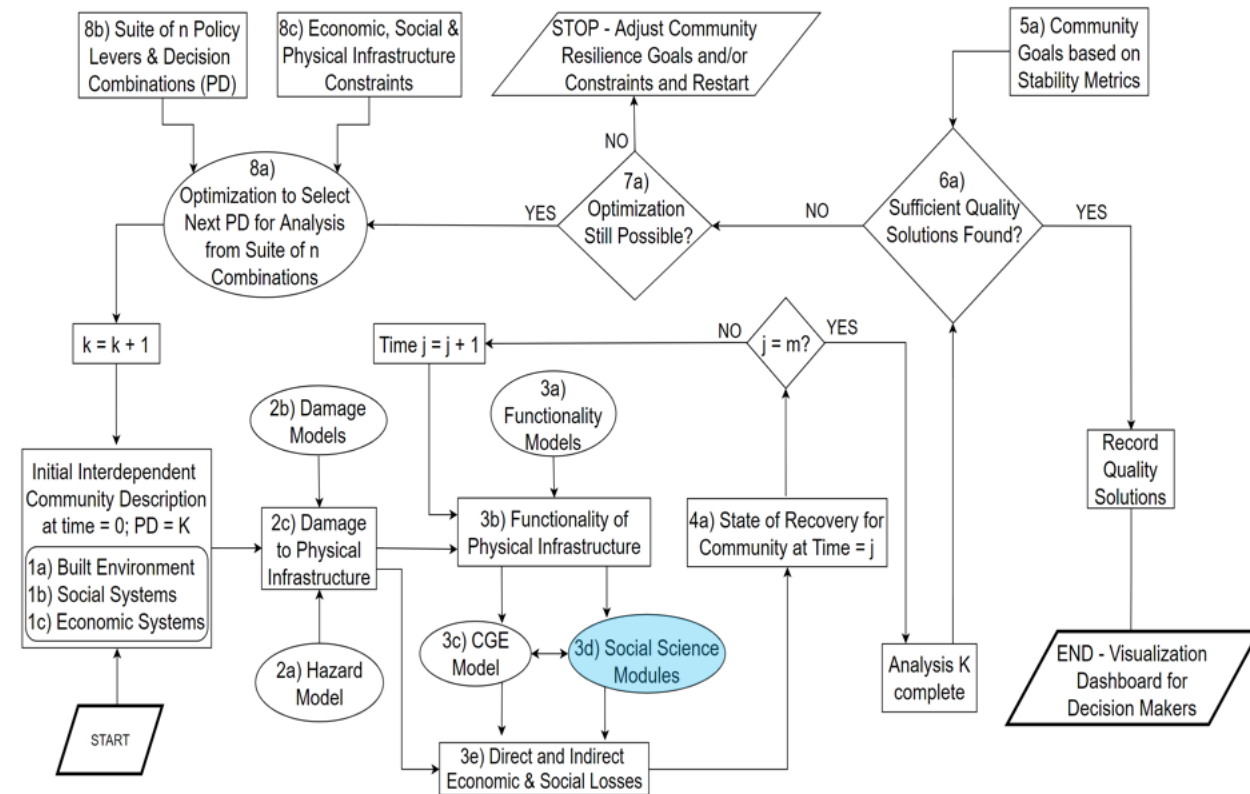 8b) Suite of n Policy
Levers & Decision
Combinations (PD)
8c) Economic, Social &
Physical Infrastructure
Constraints
STOP - Adjust Community
Resilience Goals and/or
Constraints and Restart
5a) Community
Goals based on
Stability Metrics
NO
8a)
Optimization to Select
Next PD for Analysis
from Suite of n
Combinations
YES
7a)
Optimization
Still Possible?
NO
6a)
Sufficient Quality
Solutions Found?
YES
k = k + 1
Time j = j + 1
NO
j = m?
YES
2b) Damage
Models
3a)
Functionality
Models
Record
Quality
Solutions
Initial Interdependent
Community Description
at time = 0; PD = K
1a) Built Environment
1b) Social Systems
1c) Economic Systems
2c) Damage
to Physical
Infrastructure
3b) Functionality of
Physical Infrastructure
4a) State of Recovery for
Community at Time = j
2a) Hazard
Model
3c) CGE
Model
3d) Social Science
Modules
Analysis K
complete
END - Visualization
Dashboard for
Decision Makers
START
3e) Direct and Indirect
Economic & Social Losses